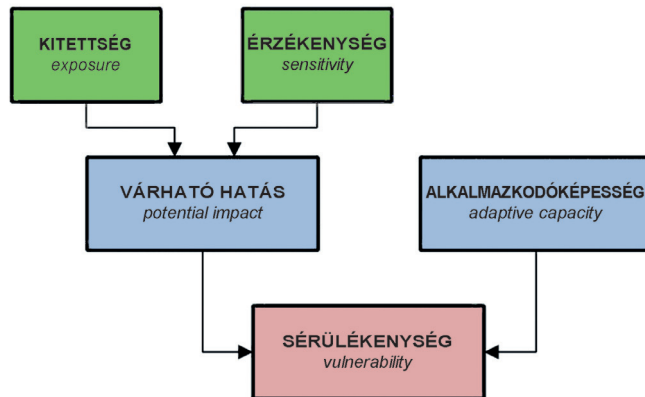 KITETTSÉG
exposure
ÉRZÉKENYSÉG
sensitivity
VÁRHATÓ HATÁS
potential impact
ALKALMAZKODÓKÉPESSÉG
adaptive capacity
SÉRÜLÉKENYSÉG
vulnerability